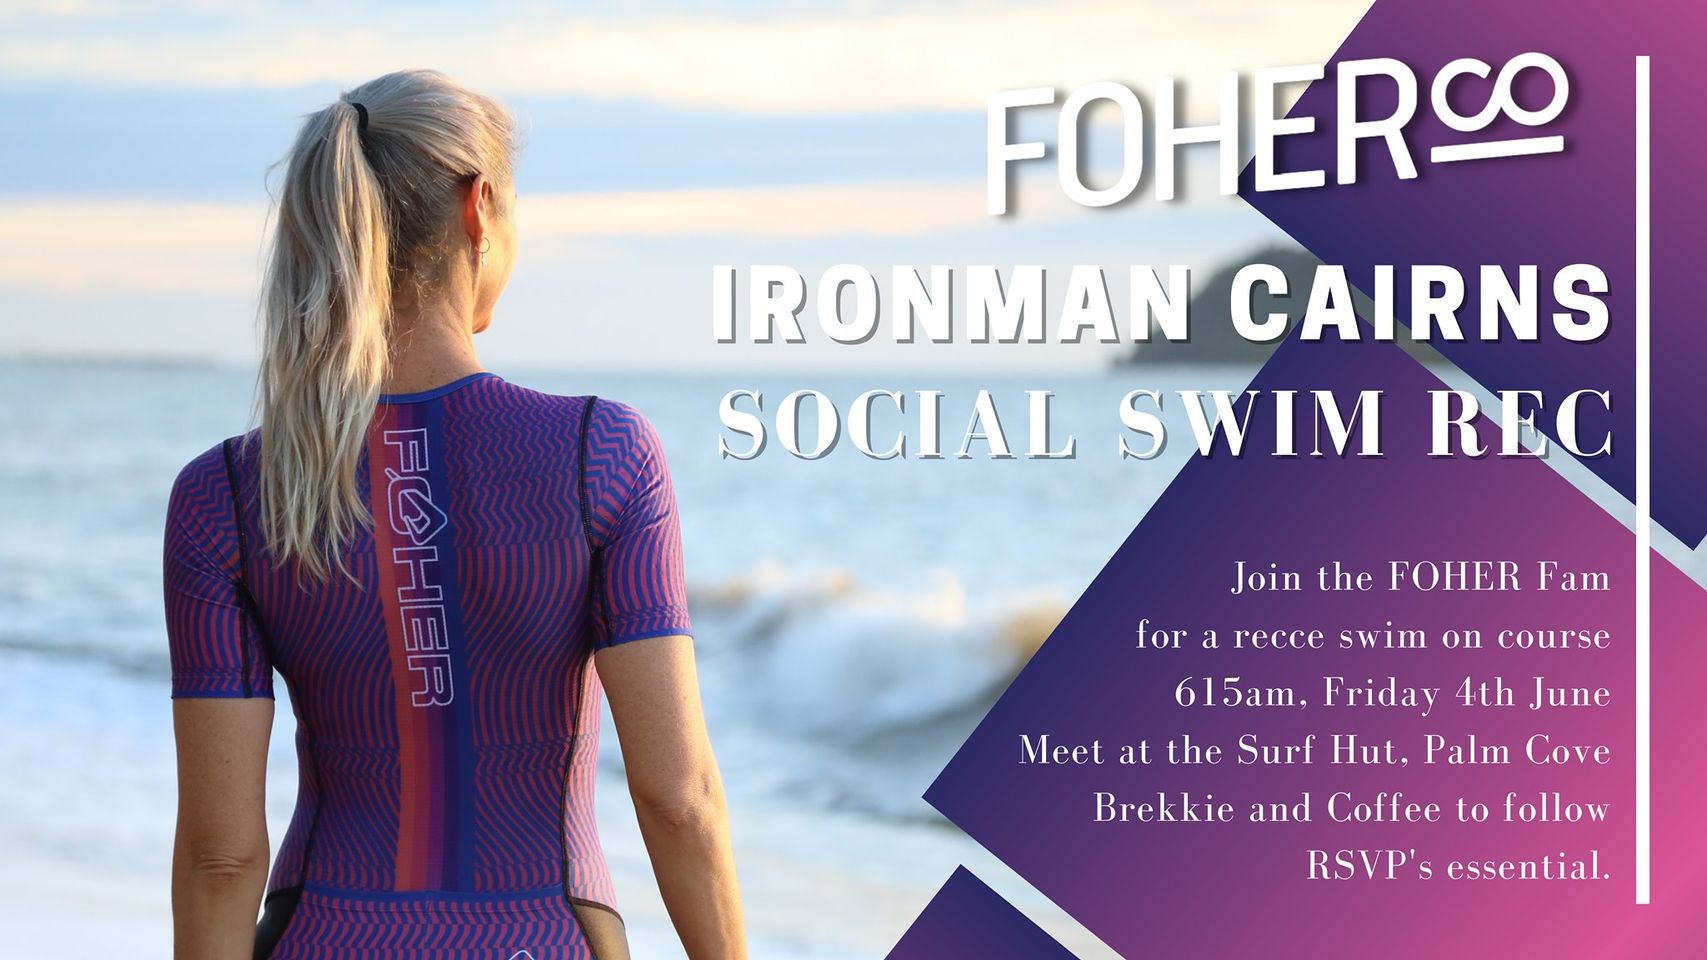 FOHERCO
IRONMAN CAIRNS
SOCIAL SWIM REC
FOHER
Join the FOHER Fam
for a recce swim on course
615am, Friday 4th June
Meet at the Surf Hut, Palm Cove
Brekkie and Coffee to follow
RSVP's essential.